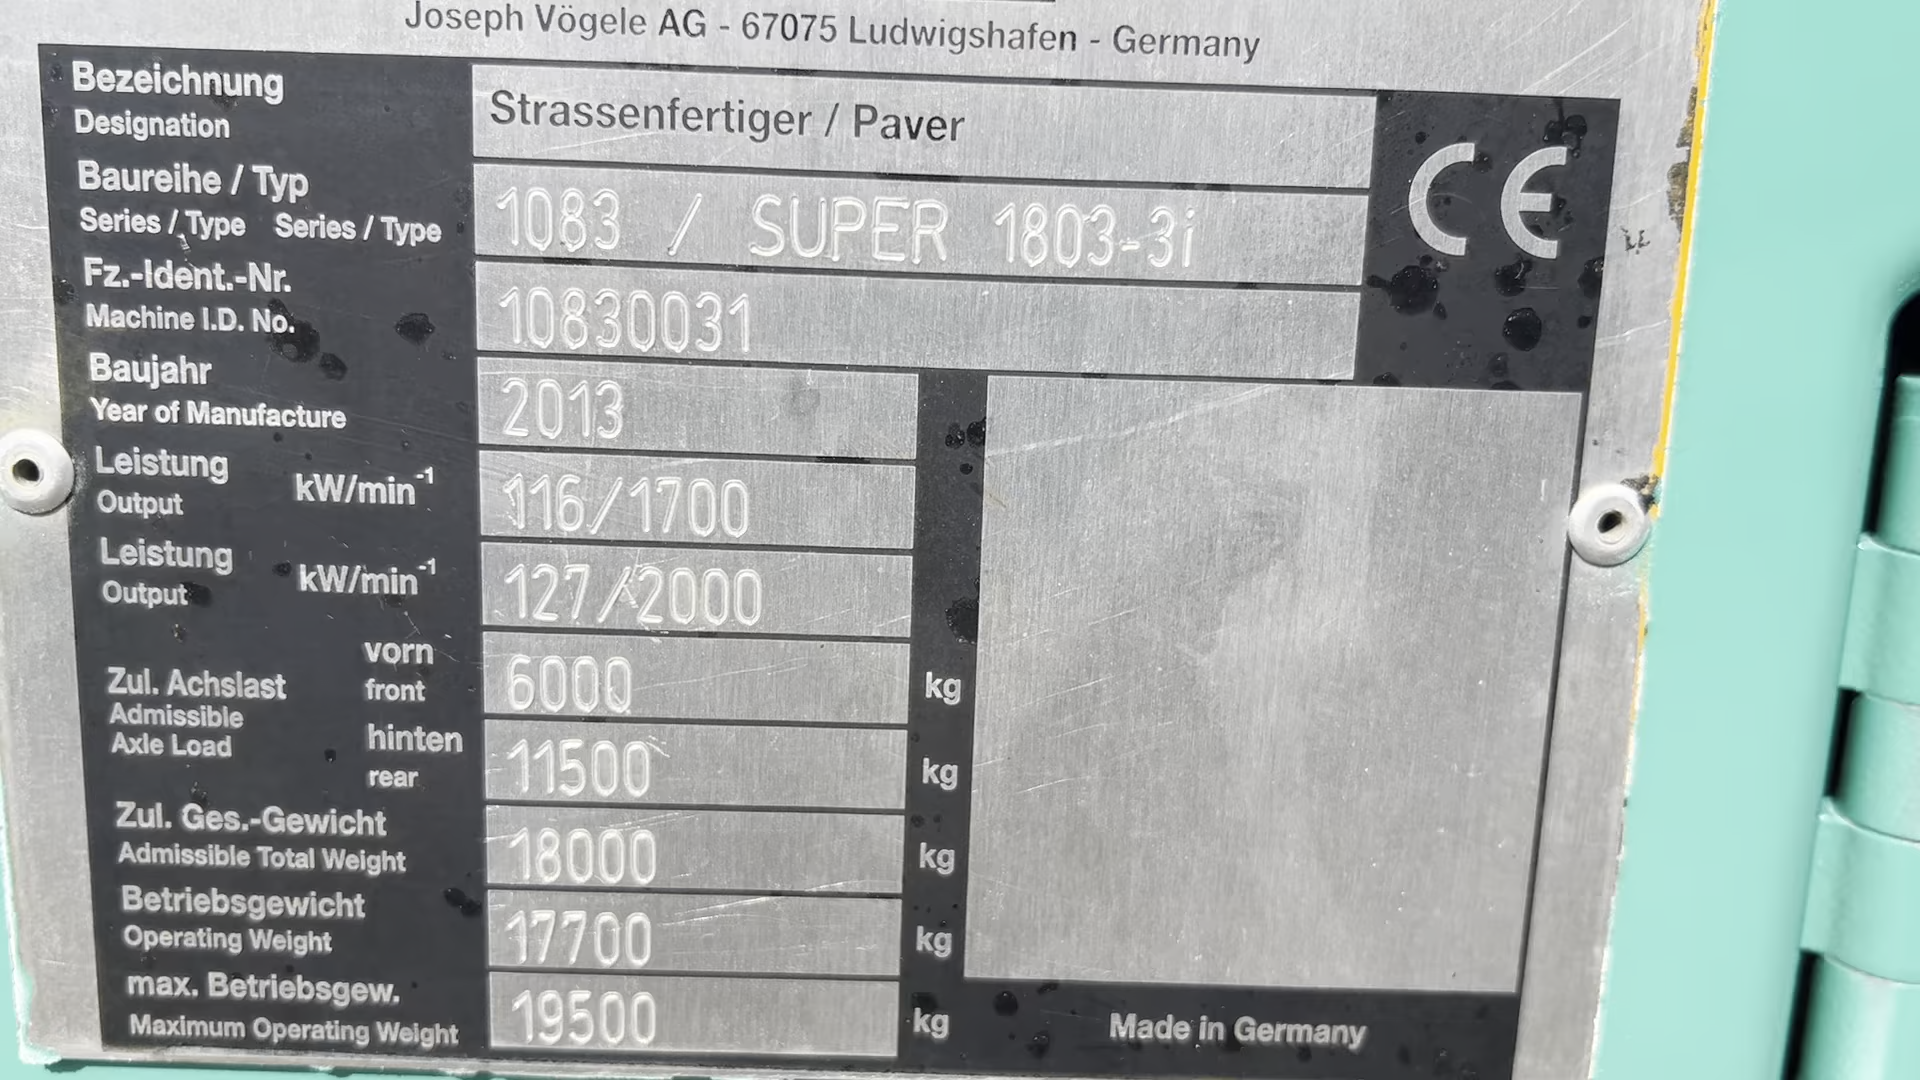 Joseph Vögele AG - 67075 Ludwigshafen - Germany
Bezeichnung
Designation
Strassenfertiger / Paver
CE
Baureihe / Typ
Series / Type Series / Type
1083 / SUPER 1803-3i
Fz.-Ident.-Nr.
Machine I.D. No.
10830031
Baujahr
Year of Manufacture
2013
Leistung
Output
kW/min-1
116/1700
Leistung
Output
kW/min-1
127/2000
Zul. Achslast
Admissible
Axle Load
vorn
front
6000 kg
hinten
rear
11500 kg
Zul. Ges.-Gewicht
Admissible Total Weight
18000 kg
Betriebsgewicht
Operating Weight
17700 kg
max. Betriebsgew.
Maximum Operating Weight
19500 kg
Made in Germany